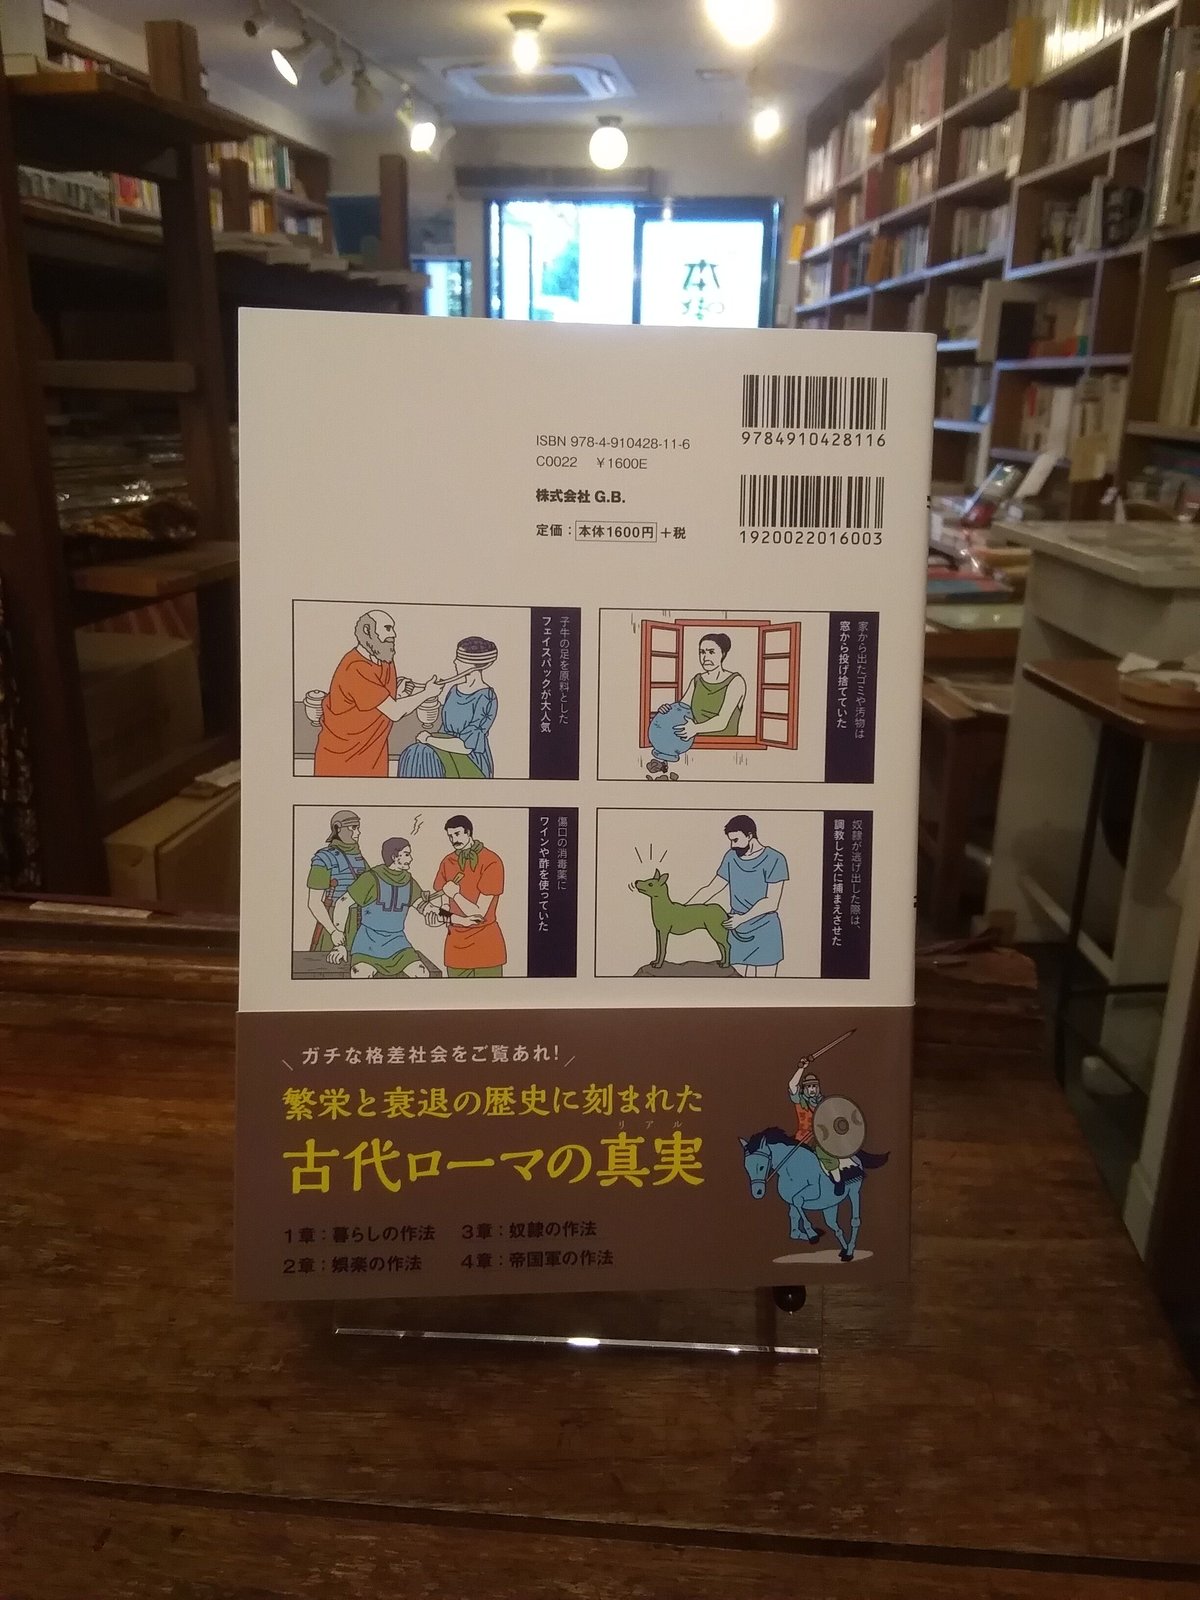 本
ISBN 978-4-910428-11-6
C0022 ¥1600E
株式会社 G.B.
定価：本体1600円＋税
9784910428116
1920022016003
子牛の足を原料とした
フェイスパックが大人気
家から出たゴミや汚物は
窓から投げ捨てていた
傷口の消毒薬に
ワインや酢を使っていた
奴隷が逃げ出した際は、
調教した犬に捕まえさせた
ガチな格差社会をご覧あれ！
繁栄と衰退の歴史に刻まれた
リアル
古代ローマの真実
1章：暮らしの作法 3章：奴隷の作法
2章：娯楽の作法 4章：帝国軍の作法